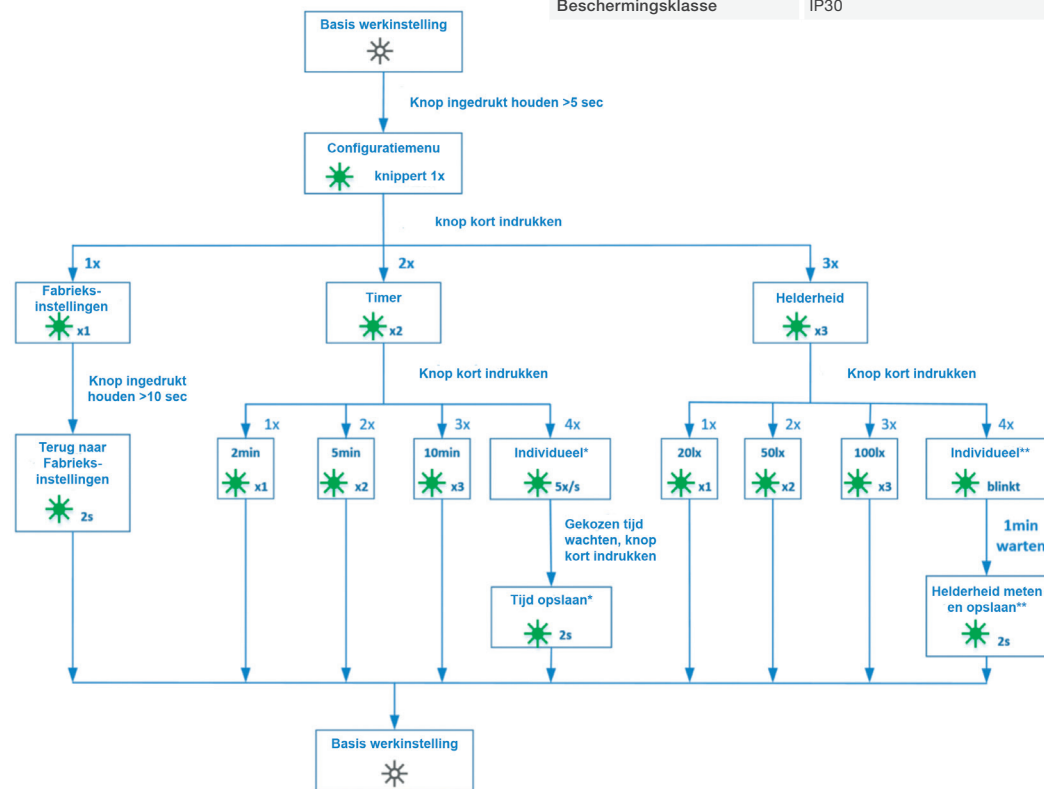 Beschermingsklasse IP30
Basis werkinstelling
Knop ingedrukt houden >5 sec
Configuratiemenu
knippert 1x
knop kort indrukken
1x
2x
3x
Fabrieks-
instellingen
x1
Timer
x2
Helderheid
x3
Knop ingedrukt
houden >10 sec
Knop kort indrukken
Knop kort indrukken
1x
2x
3x
4x
1x
2x
3x
4x
Terug naar
Fabrieks-
instellingen
2s
2min
x1
5min
x2
10min
x3
Individueel*
5x/s
20lx
x1
50lx
x2
100lx
x3
Individueel**
blinkt
Gekozen tijd
wachten, knop
kort indrukken
1min
warten
Tijd opslaan*
2s
Helderheid meten
en opslaan**
2s
Basis werkinstelling